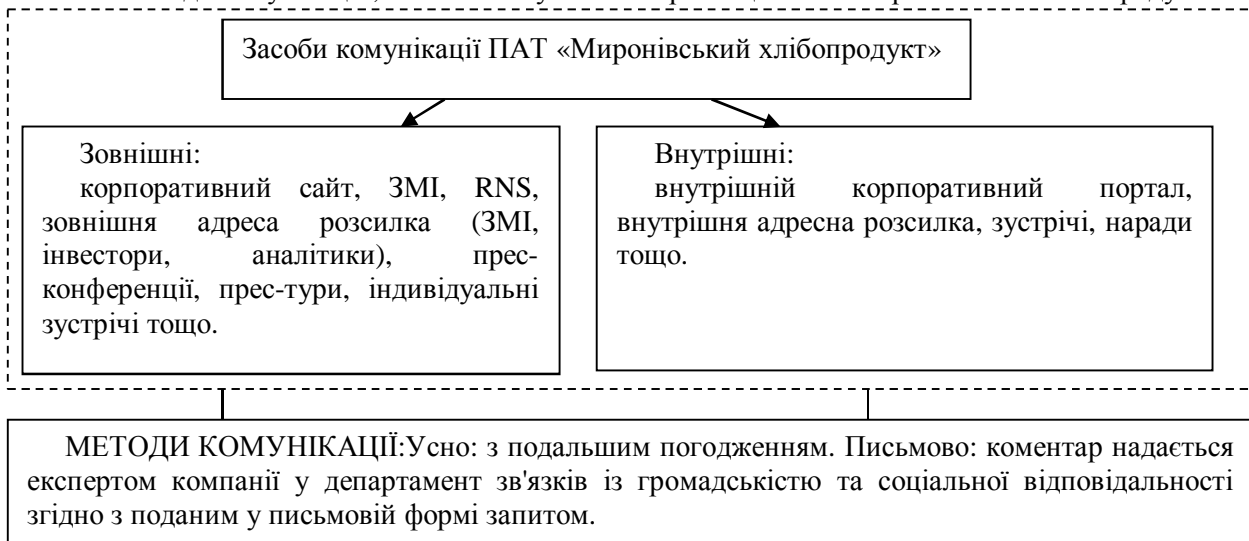 Засоби комунікації ПАТ «Миронівський хлібопродукт»
Зовнішні:
корпоративний сайт, ЗМІ, RNS,
зовнішня адреса розсилка (ЗМІ,
інвестори, аналітики), прес-
конференції, прес-тури, індивідуальні
зустрічі тощо.
Внутрішні:
внутрішній корпоративний портал,
внутрішня адресна розсилка, зустрічі, наради
тощо.
МЕТОДИ КОМУНІКАЦІЇ:Усно: з подальшим погодженням. Письмово: коментар надається
експертом компанії у департамент зв'язків із громадськістю та соціальної відповідальності
згідно з поданим у письмовій формі запитом.